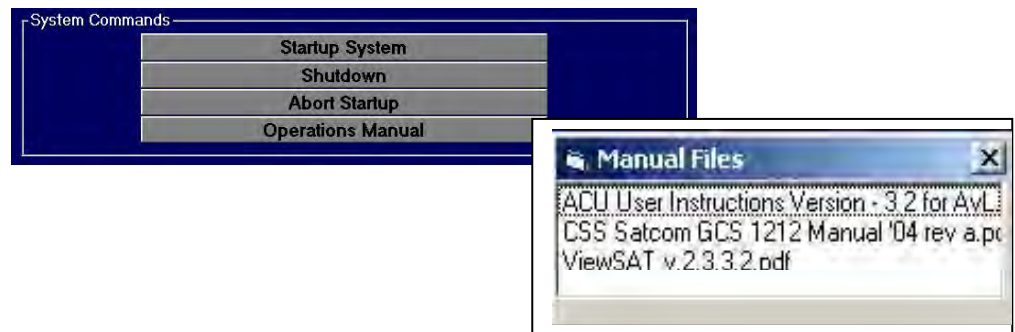 System Commands
Startup System
Shutdown
Abort Startup
Operations Manual
Manual Files
ACU User Instructions Version - 3.2 for AvL
CSS Satcom GCS 1212 Manual '04 rev a.pd
ViewSAT v.2.3.3.2.pdf